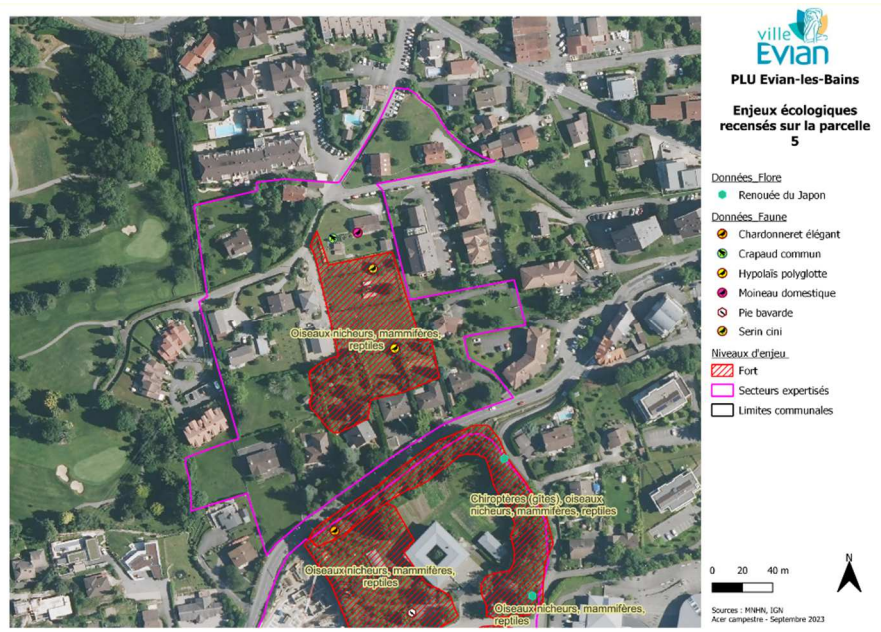 ville
Evian
PLU Evian-les-Bains
Enjeux écologiques
recensés sur la parcelle
5
Données_Flore
Renouée du Japon
Données_Faune
Chardonneret élégant
Crapaud commun
Hypolaïs polyglotte
Moineau domestique
Pie bavarde
Serin cini
Niveaux d'enjeu
Fort
Secteurs expertisés
Limites communales
Oiseaux nicheurs, mammifères,
reptiles
Chiroptères (gîtes), oiseaux
nicheurs, mammifères, reptiles
Oiseaux nicheurs, mammifères,
reptiles
Oiseaux nicheurs, mammifères,
reptiles
N
0 20 40 m
Sources : MNHN, IGN
Acer campestre - Septembre 2023